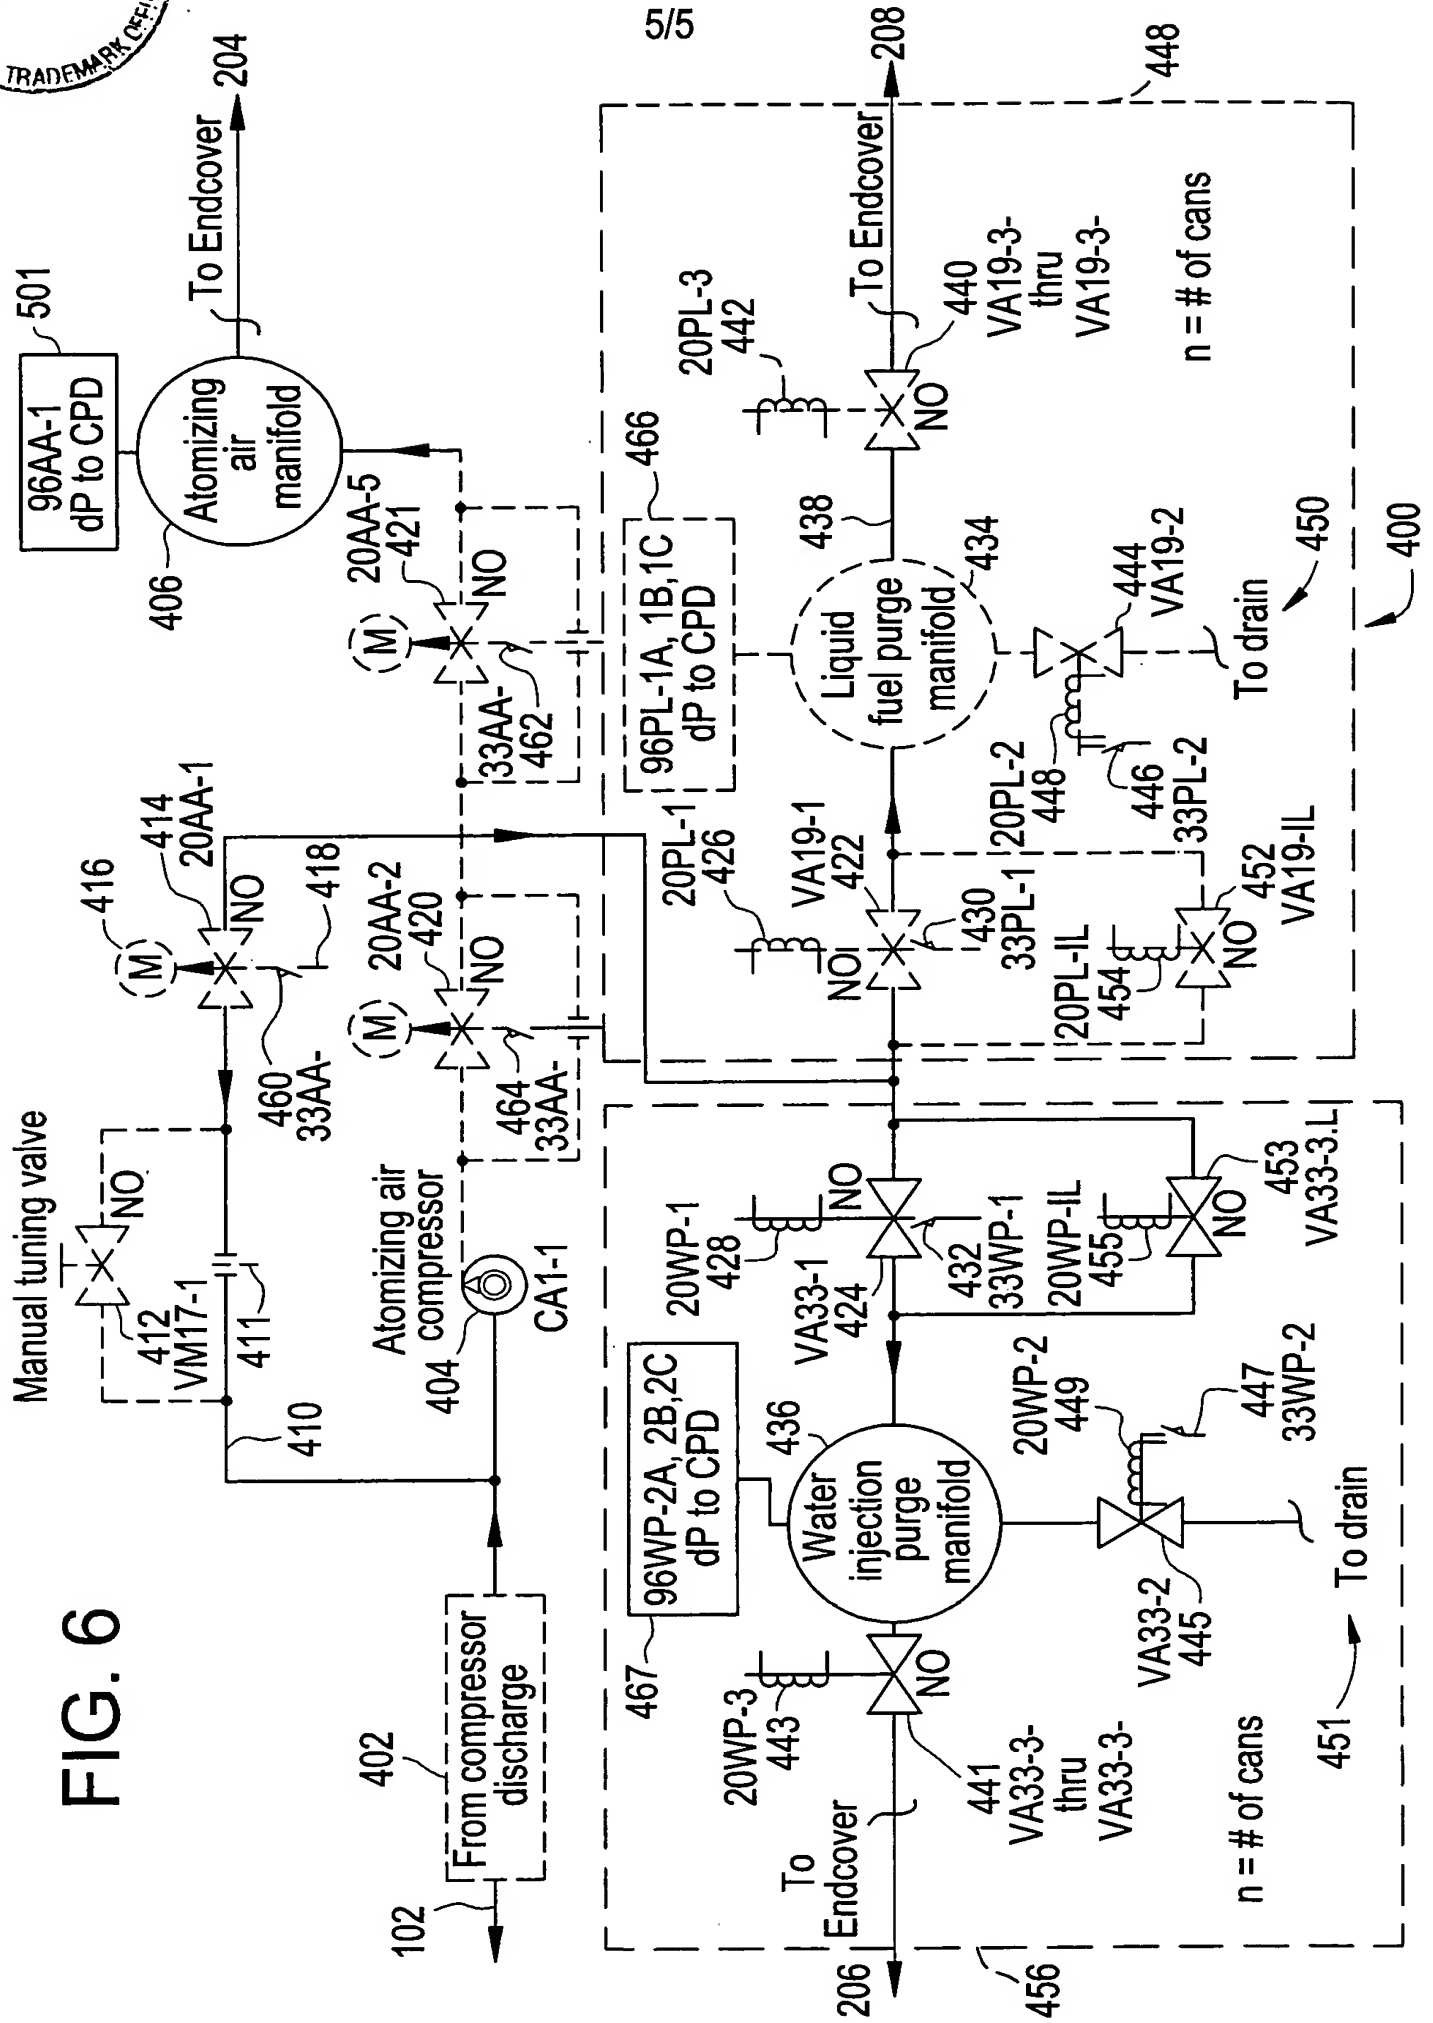 5/5
TRADEMARK OFFI
FIG. 6
Manual tuning valve
NO
412
VM17-1
411
410
416
M
414
20AA-1
NO
418
460
33AA-
501
96AA-1
dP to CPD
406
Atomizing
air
manifold
To Endcover
204
102
402
From compressor
discharge
Atomizing air
compressor
404
CA1-1
M
20AA-2
420
NO
464
33AA-
M
20AA-5
421
NO
33AA-
462
467
96WP-2A, 2B,2C
dP to CPD
466
96PL-1A, 1B,1C
dP to CPD
206
To
Endcover
20WP-3
443
NO
441
VA33-3-
thru
VA33-3-
Water
injection
purge
manifold
436
20WP-1
428
NO
VA33-1
424
432
33WP-1
20WP-IL
455
NO
453
VA33-3.L
20WP-2
449
447
33WP-2
VA33-2
445
To drain
451
n = # of cans
456
20PL-1
426
NOI
VA19-1
422
430
33PL-1
20PL-IL
454
NO
452
VA19-IL
Liquid
fuel purge
manifold
434
438
20PL-3
442
NO
440
VA19-3-
thru
VA19-3-
To Endcover
208
448
20PL-2
448
446
33PL-2
444
VA19-2
To drain
450
400
n = # of cans